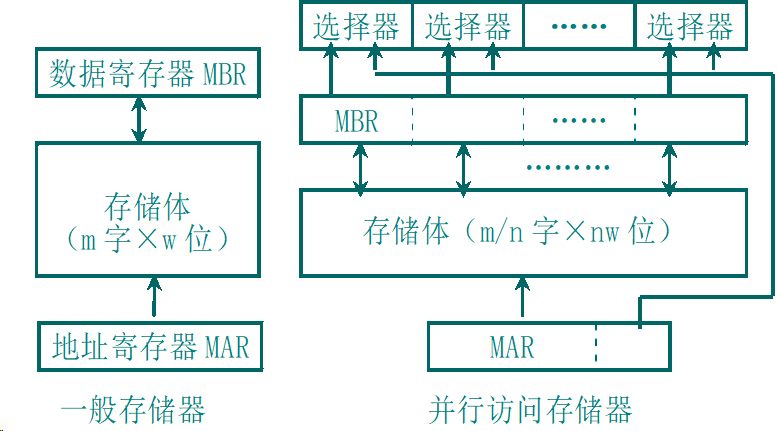 选择器 选择器 …… 选择器
数据寄存器 MBR
MBR ……
………
存储体
（m 字×w 位）
存储体（m/n 字×nw 位）
地址寄存器 MAR
MAR
一般存储器
并行访问存储器